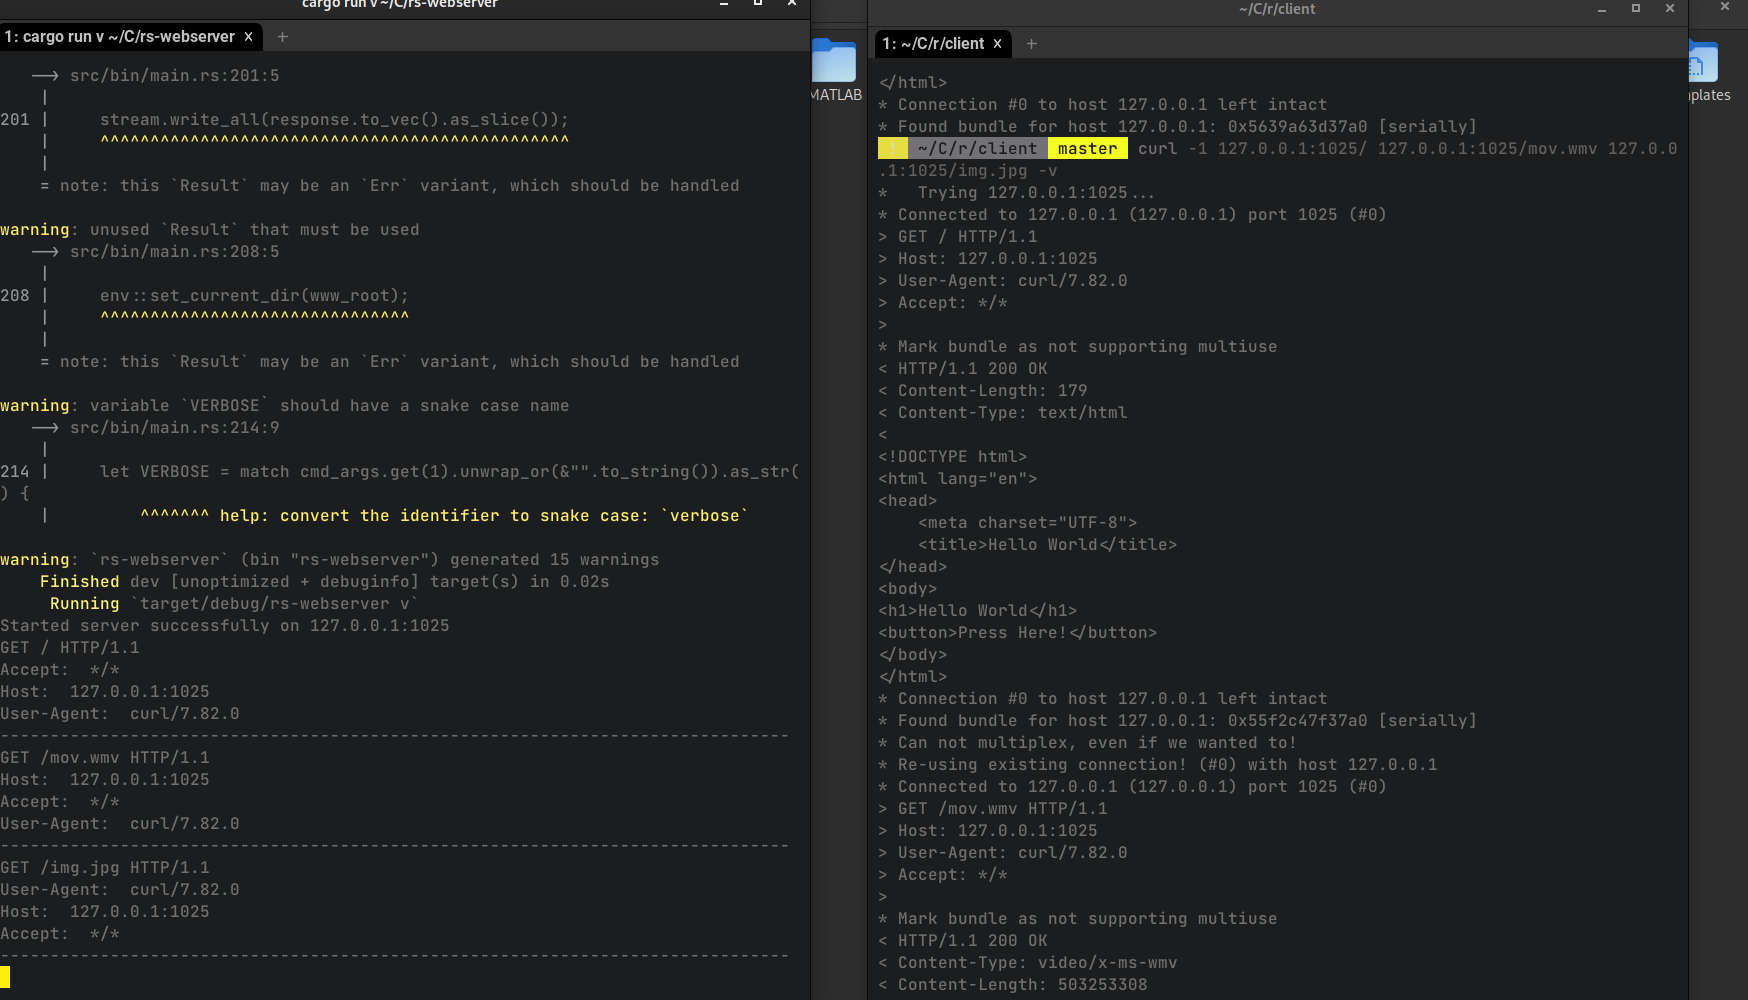 cargo run v ~/C/rs-webserver
1: cargo run v ~/C/rs-webserver × +
--> src/bin/main.rs:201:5
|
201 | stream.write_all(response.to_vec().as_slice());
| ^^^^^^^^^^^^^^^^^^^^^^^^^^^^^^^^^^^^^^^^^^^^^^^
|
= note: this `Result` may be an `Err` variant, which should be handled
warning: unused `Result` that must be used
--> src/bin/main.rs:208:5
|
208 | env::set_current_dir(www_root);
| ^^^^^^^^^^^^^^^^^^^^^^^^^^^^^^^
|
= note: this `Result` may be an `Err` variant, which should be handled
warning: variable `VERBOSE` should have a snake case name
--> src/bin/main.rs:214:9
|
214 | let VERBOSE = match cmd_args.get(1).unwrap_or(&"".to_string()).as_str(
) {
| ^^^^^^^ help: convert the identifier to snake case: `verbose`
warning: `rs-webserver` (bin "rs-webserver") generated 15 warnings
Finished dev [unoptimized + debuginfo] target(s) in 0.02s
Running `target/debug/rs-webserver v`
Started server successfully on 127.0.0.1:1025
GET / HTTP/1.1
Accept:  */*
Host:  127.0.0.1:1025
User-Agent:  curl/7.82.0
-------------------------------------------------------------------------------
GET /mov.wmv HTTP/1.1
Host:  127.0.0.1:1025
Accept:  */*
User-Agent:  curl/7.82.0
-------------------------------------------------------------------------------
GET /img.jpg HTTP/1.1
User-Agent:  curl/7.82.0
Host:  127.0.0.1:1025
Accept:  */*
-------------------------------------------------------------------------------
MATLAB
~/C/r/client
1: ~/C/r/client × +
</html>
* Connection #0 to host 127.0.0.1 left intact
* Found bundle for host 127.0.0.1: 0x5639a63d37a0 [serially]
! ~/C/r/client master curl -1 127.0.0.1:1025/ 127.0.0.1:1025/mov.wmv 127.0.0
.1:1025/img.jpg -v
*   Trying 127.0.0.1:1025...
* Connected to 127.0.0.1 (127.0.0.1) port 1025 (#0)
> GET / HTTP/1.1
> Host: 127.0.0.1:1025
> User-Agent: curl/7.82.0
> Accept: */*
>
* Mark bundle as not supporting multiuse
< HTTP/1.1 200 OK
< Content-Length: 179
< Content-Type: text/html
<
<!DOCTYPE html>
<html lang="en">
<head>
<meta charset="UTF-8">
<title>Hello World</title>
</head>
<body>
<h1>Hello World</h1>
<button>Press Here!</button>
</body>
</html>
* Connection #0 to host 127.0.0.1 left intact
* Found bundle for host 127.0.0.1: 0x55f2c47f37a0 [serially]
* Can not multiplex, even if we wanted to!
* Re-using existing connection! (#0) with host 127.0.0.1
* Connected to 127.0.0.1 (127.0.0.1) port 1025 (#0)
> GET /mov.wmv HTTP/1.1
> Host: 127.0.0.1:1025
> User-Agent: curl/7.82.0
> Accept: */*
>
* Mark bundle as not supporting multiuse
< HTTP/1.1 200 OK
< Content-Type: video/x-ms-wmv
< Content-Length: 503253308
plates